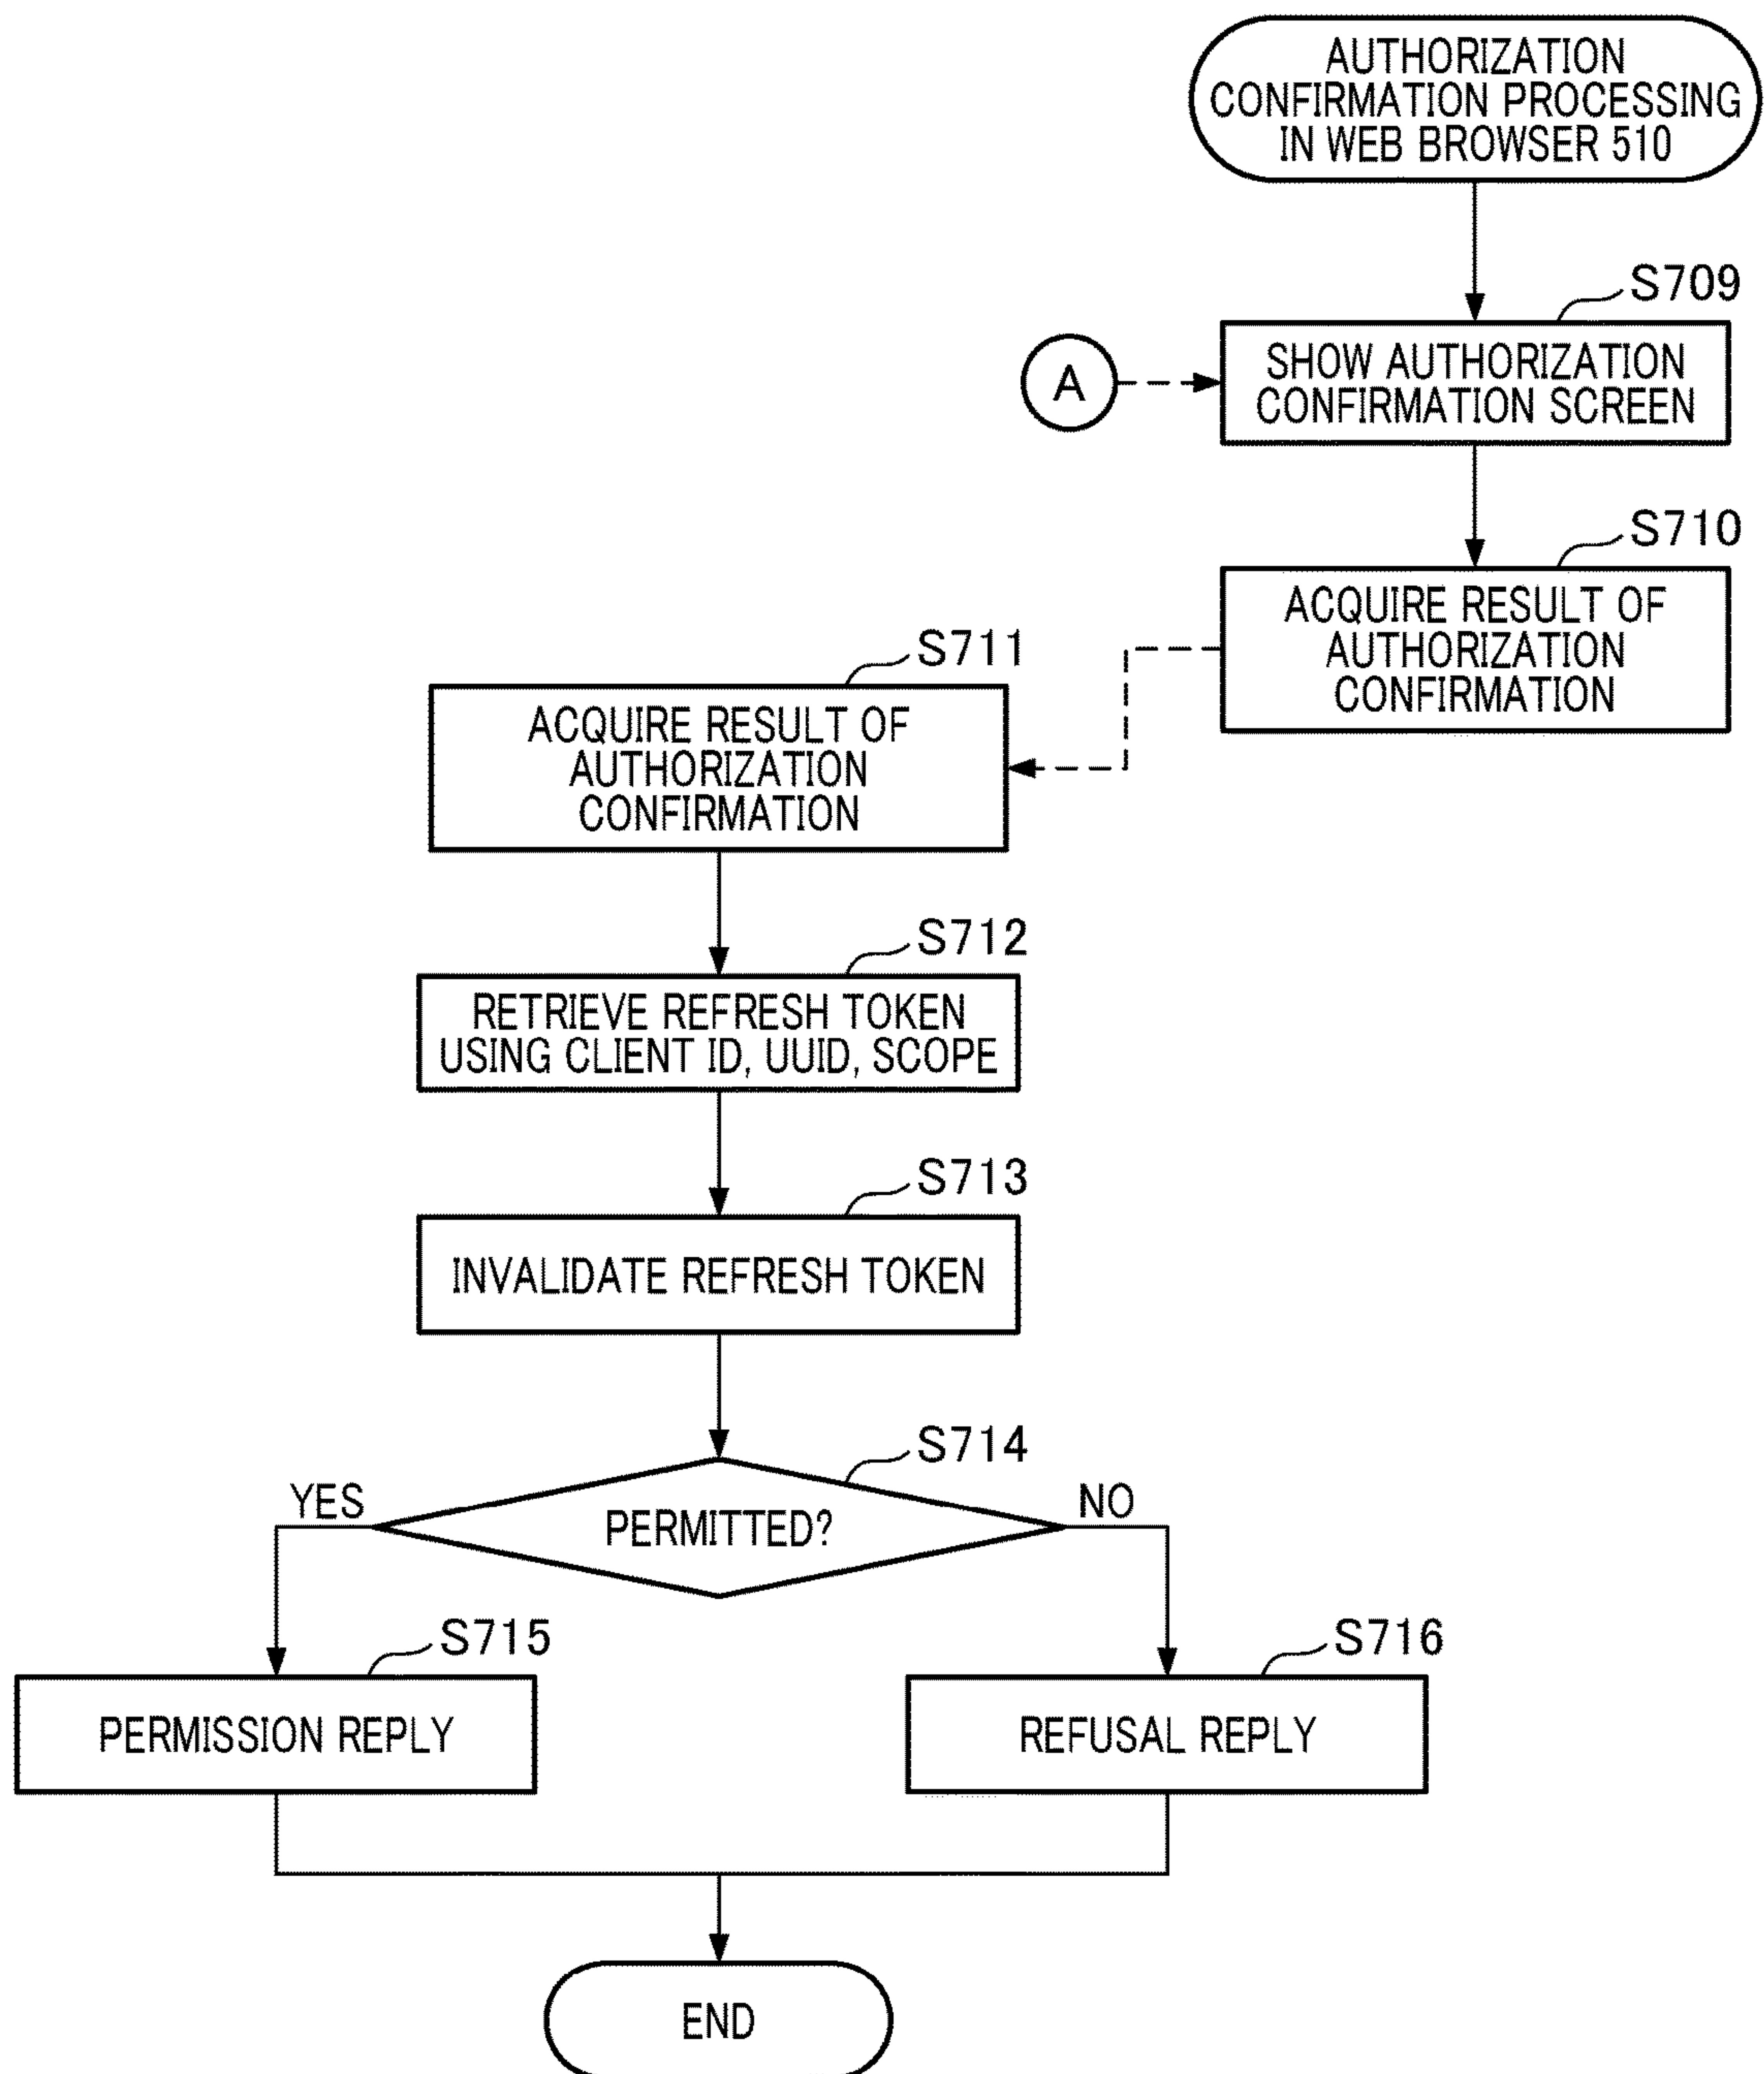 AUTHORIZATION
CONFIRMATION PROCESSING
IN WEB BROWSER 510
S709
A
SHOW AUTHORIZATION
CONFIRMATION SCREEN
S710
ACQUIRE RESULT OF
AUTHORIZATION
CONFIRMATION
S711
ACQUIRE RESULT OF
AUTHORIZATION
CONFIRMATION
S712
RETRIEVE REFRESH TOKEN
USING CLIENT ID, UUID, SCOPE
S713
INVALIDATE REFRESH TOKEN
S714
YES
PERMITTED?
NO
S715
PERMISSION REPLY
S716
REFUSAL REPLY
END